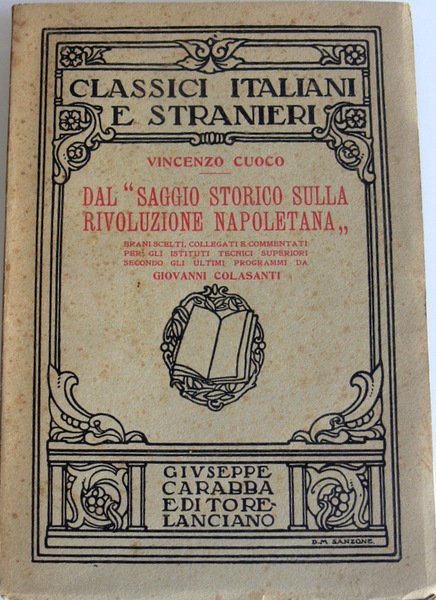 CLASSICI ITALIANI
E STRANIERI
VINCENZO CUOCO
DAL "SAGGIO STORICO SULLA
RIVOLUZIONE NAPOLETANA„
BRANI SCELTI, COLLEGATI E COMMENTATI
PER GLI ISTITUTI TECNICI SUPERIORI
SECONDO GLI ULTIMI PROGRAMMI DA
GIOVANNI COLASANTI
GIVSEPPE
CARABBA
EDITORE-
LANCIANO
D.M. SANZONE.